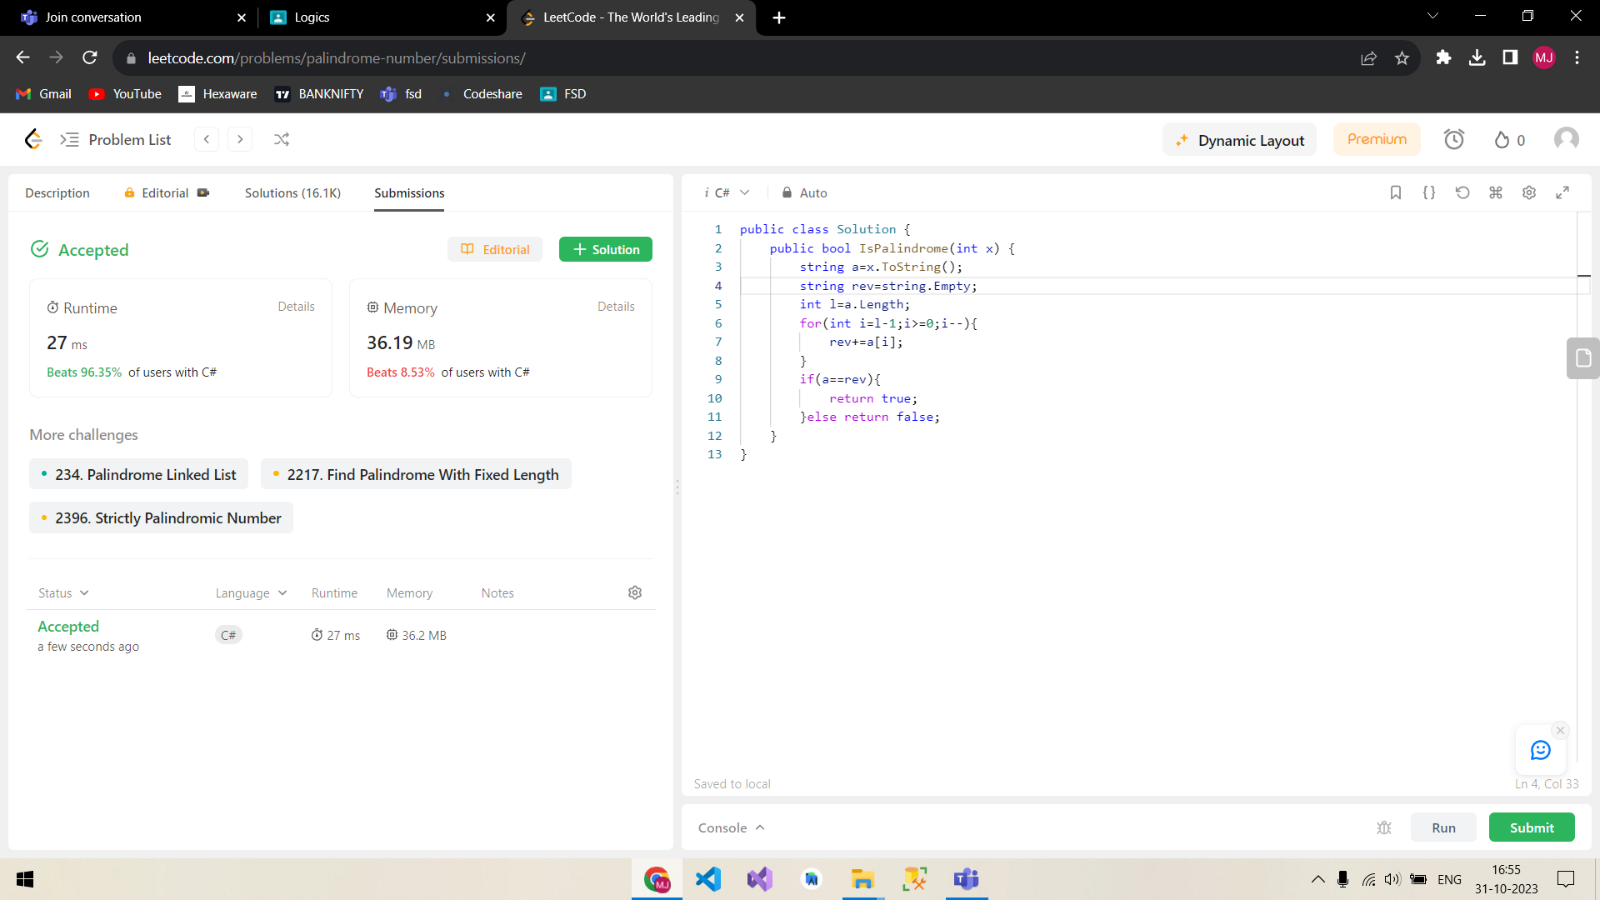 Join conversation
Logics
LeetCode - The World's Leading
leetcode.com/problems/palindrome-number/submissions/
MJ
Gmail YouTube Hexaware BANKNIFTY fsd Codeshare FSD
Problem List
Dynamic Layout Premium 0
Description Editorial Solutions (16.1K) Submissions
Accepted
Editorial + Solution
Runtime Details
27 ms
Beats 96.35% of users with C#
Memory Details
36.19 MB
Beats 8.53% of users with C#
More challenges
234. Palindrome Linked List
2217. Find Palindrome With Fixed Length
2396. Strictly Palindromic Number
Status Language Runtime Memory Notes
Accepted C# 27 ms 36.2 MB
a few seconds ago
i C# Auto
1 public class Solution {
2 public bool IsPalindrome(int x) {
3 string a=x.ToString();
4 string rev=string.Empty;
5 int l=a.Length;
6 for(int i=l-1;i>=0;i--){
7 rev+=a[i];
8 }
9 if(a==rev){
10 return true;
11 }else return false;
12 }
13 }
Saved to local Ln 4, Col 33
Console Run Submit
MJ
ENG
16:55
31-10-2023